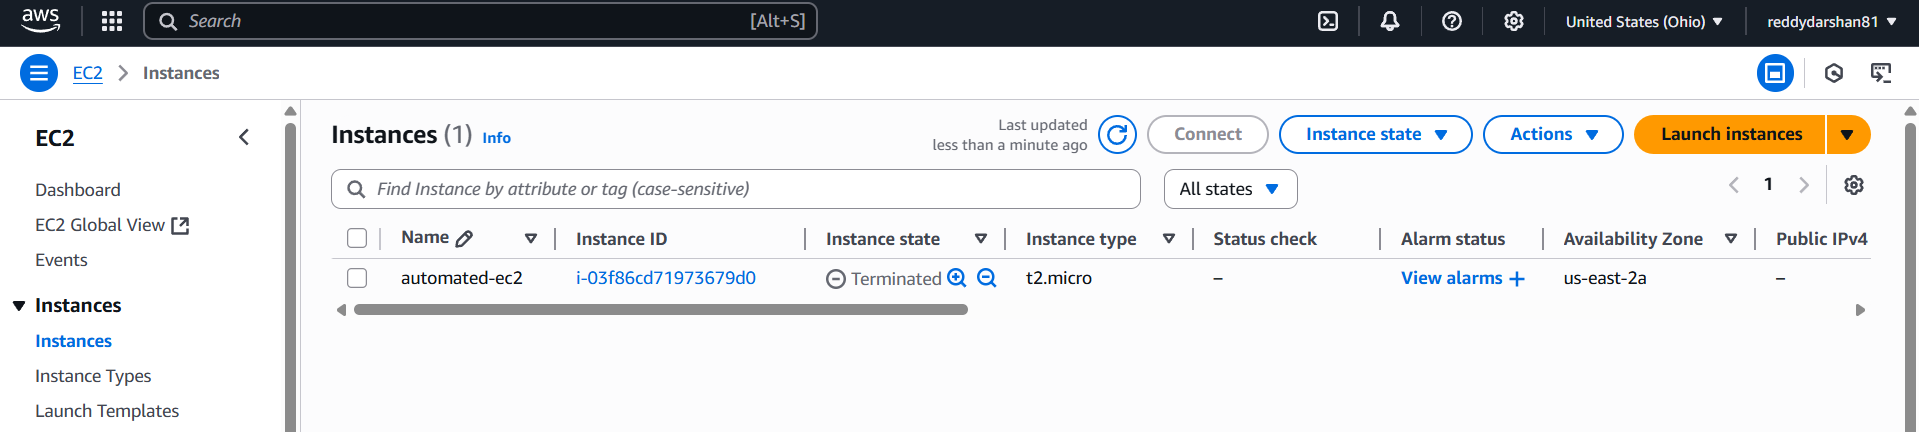 aws Search [Alt+S] United States (Ohio) reddydarshan81
EC2 Instances
EC2
Dashboard
EC2 Global View
Events
Instances
Instances
Instance Types
Launch Templates
Instances (1) Info
Last updated
less than a minute ago
Connect Instance state Actions Launch instances
Find Instance by attribute or tag (case-sensitive) All states 1
Name Instance ID Instance state Instance type Status check Alarm status Availability Zone Public IPv4
automated-ec2 i-03f86cd71973679d0 Terminated t2.micro – View alarms + us-east-2a –